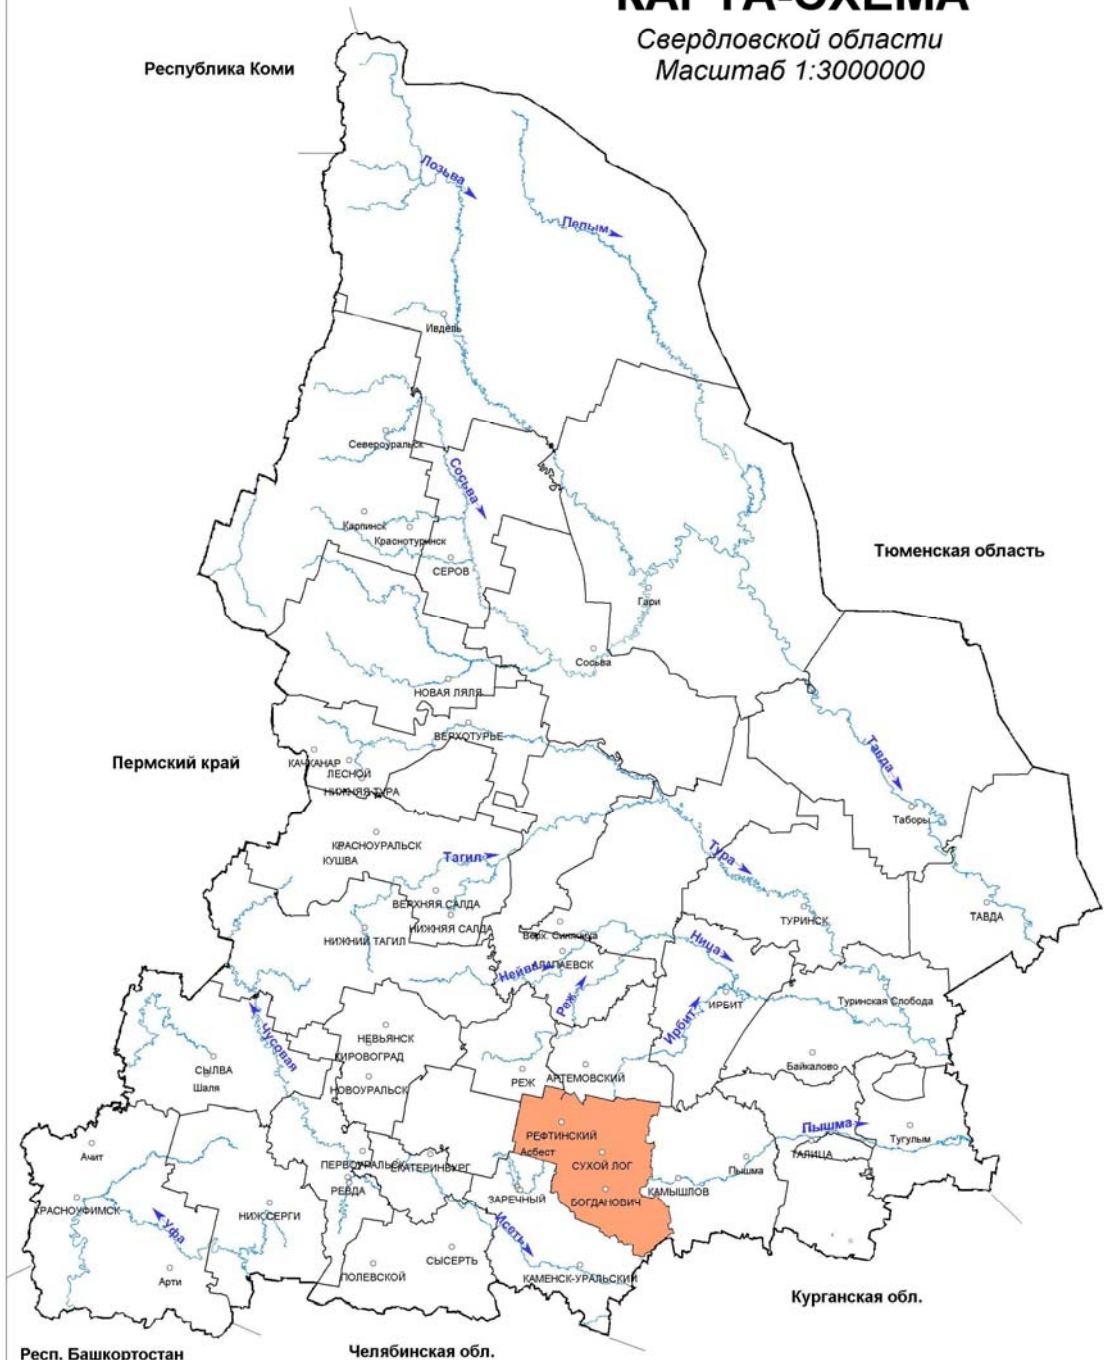 КАРТА-СХЕМА
Свердловской области
Масштаб 1:3000000
Республика Коми
Лозьва
Пелым
Ивдель
Североуральск
Сосьва
Карпинск
Краснотурьинск
СЕРОВ
Тюменская область
Гари
Сосьва
НОВАЯ ЛЯЛЯ
ВЕРХОТУРЬЕ
Пермский край
КАЧКАНАР
ЛЕСНОЙ
НИЖНЯЯ ТУРА
Тавда
Таборы
КРАСНОУРАЛЬСК
КУШВА
Тагил
Тура
ВЕРХНЯЯ САЛДА
НИЖНЯЯ САЛДА
ТУРИНСК
ТАВДА
НИЖНИЙ ТАГИЛ
Верх. Синячиха
Ница
АЛАПАЕВСК
Нейва
Реж
ИРБИТ
Ирбит
Туринская Слобода
Чусовая
НЕВЬЯНСК
КИРОВОГРАД
СЫЛВА
Шаля
НОВОУРАЛЬСК
РЕЖ
АРТЕМОВСКИЙ
Байкалово
РЕФТИНСКИЙ
Асбест
Пышма
Тугулым
Ачит
ПЕРВОУРАЛЬСК
ЕКАТЕРИНБУРГ
СУХОЙ ЛОГ
Пышма
ТАЛИЦА
РЕВДА
ЗАРЕЧНЫЙ
БОГДАНОВИЧ
КАМЫШЛОВ
КРАСНОУФИМСК
НИЖ.СЕРГИ
Уфа
Исеть
Арти
ПОЛЕВСКОЙ
СЫСЕРТЬ
КАМЕНСК-УРАЛЬСКИЙ
Курганская обл.
Респ. Башкортостан
Челябинская обл.